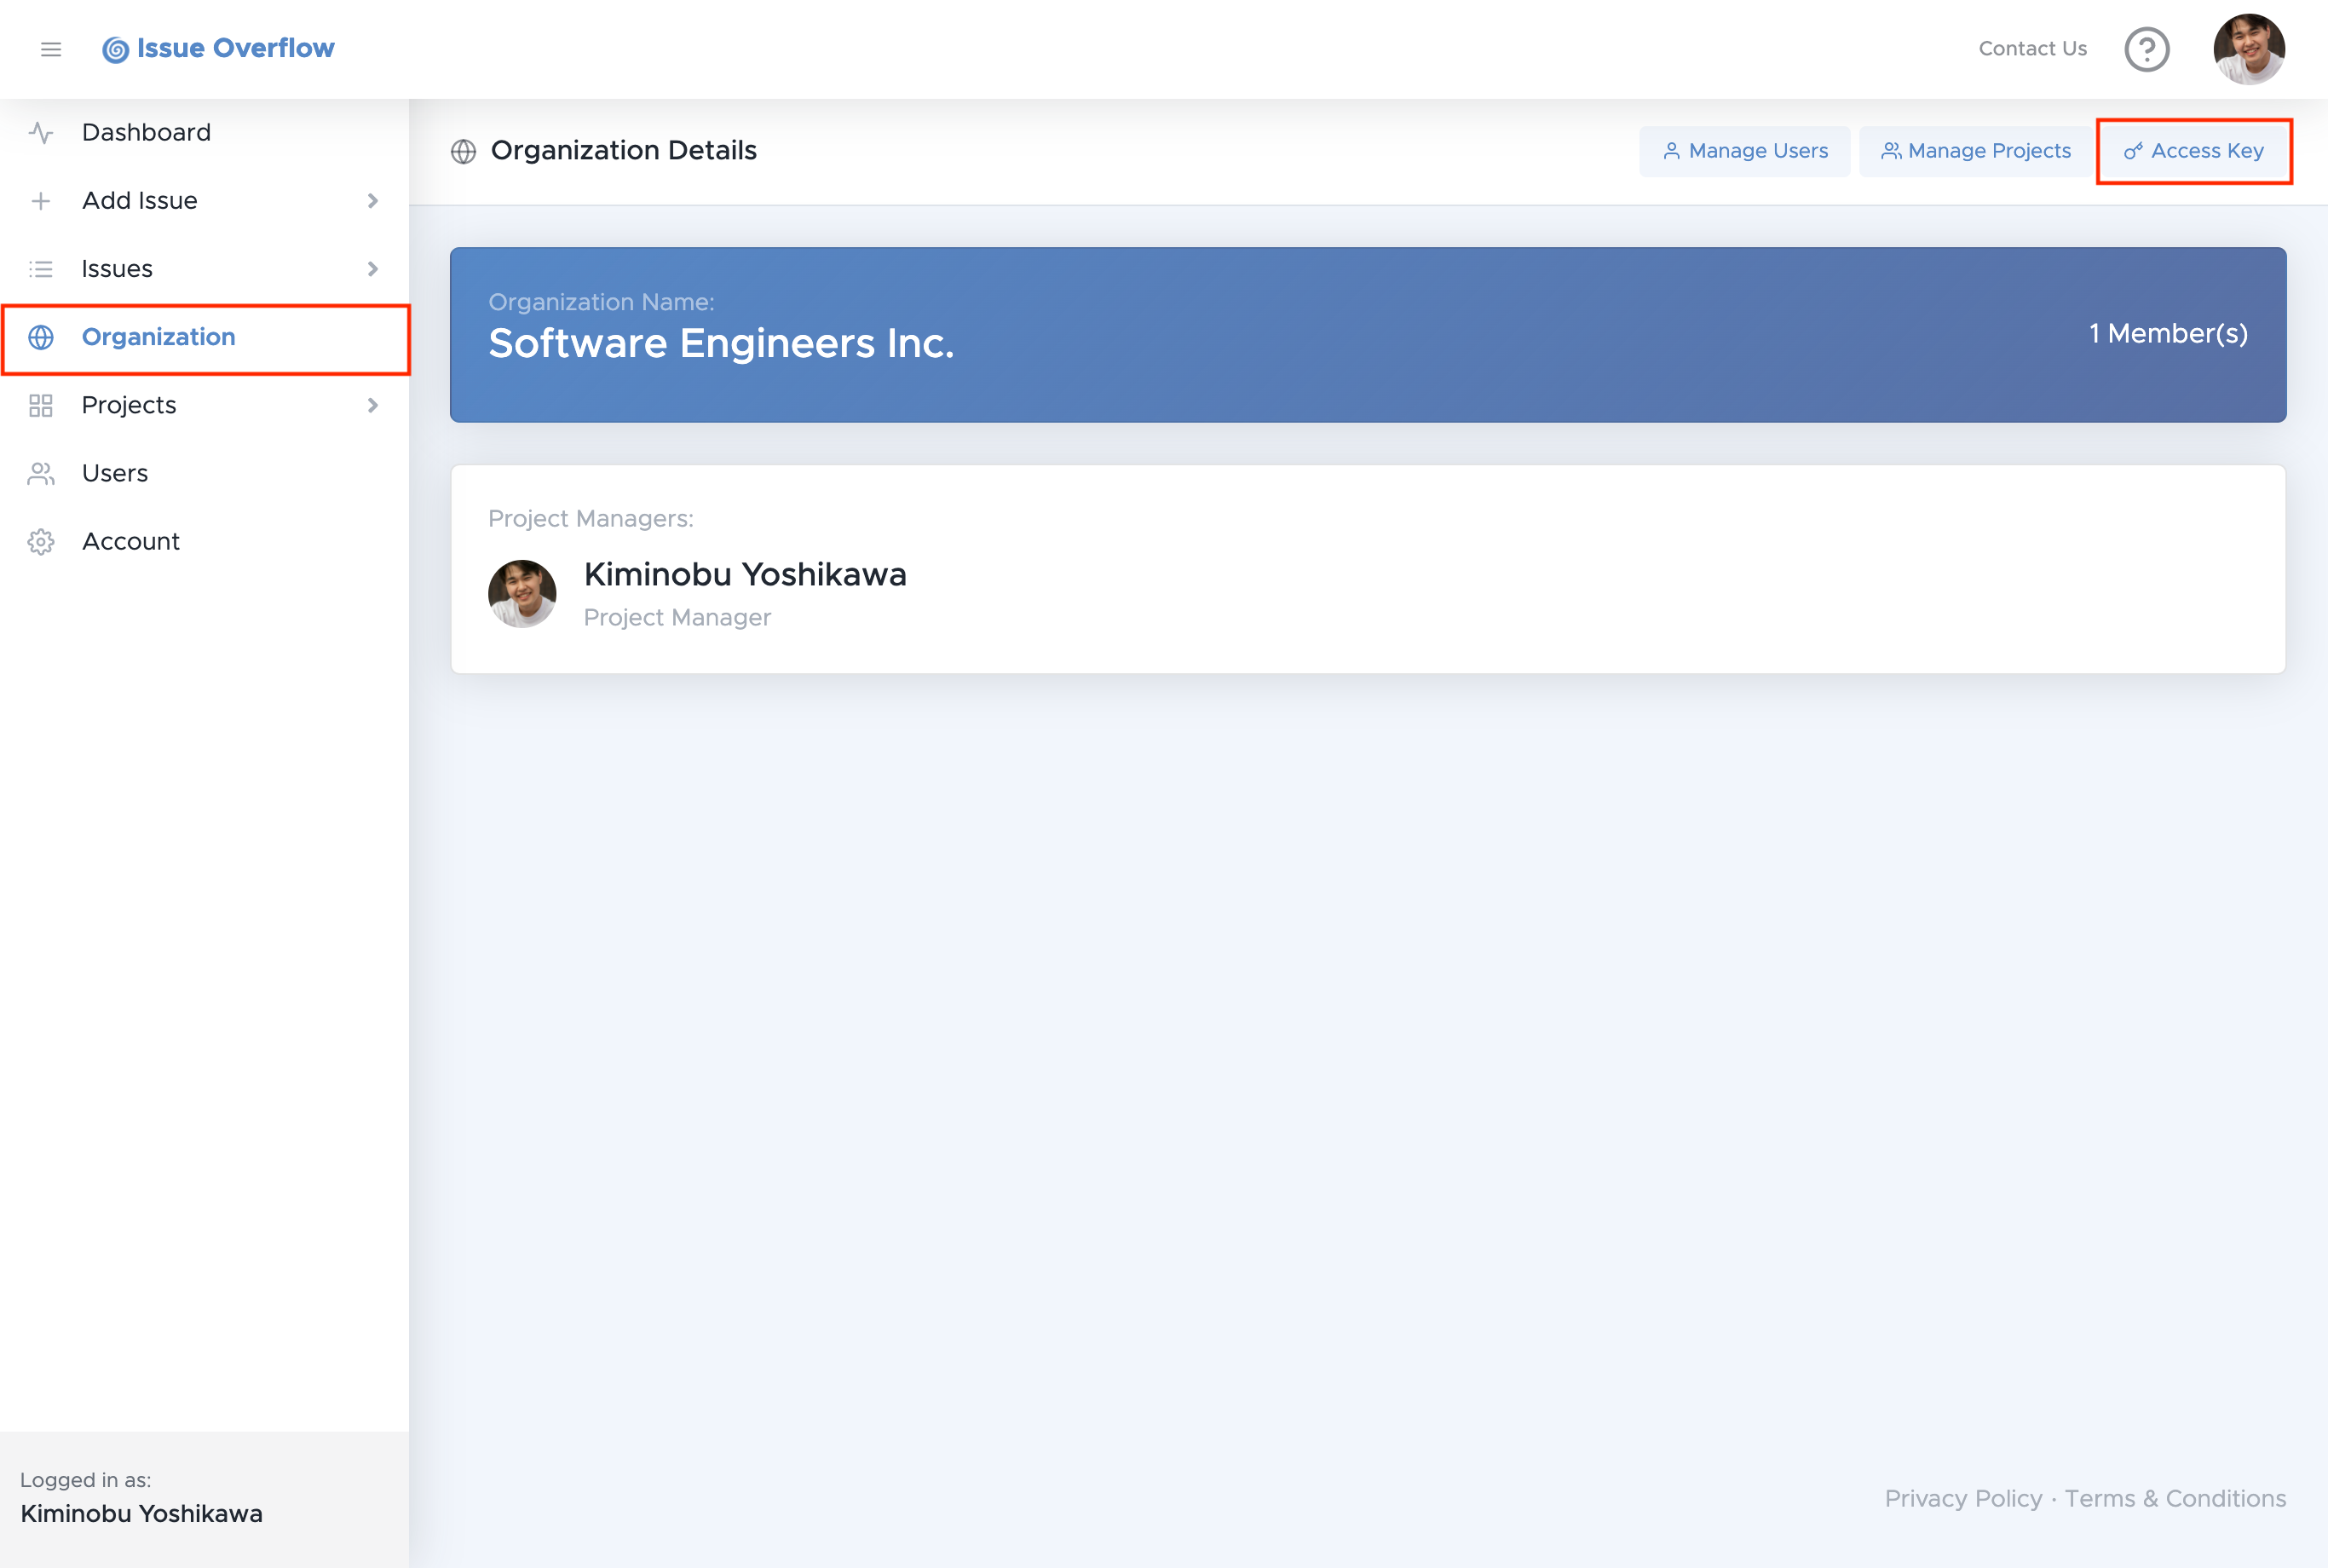 Issue Overflow
Contact Us
Dashboard
Add Issue
Issues
Organization
Projects
Users
Account
Organization Details
Manage Users
Manage Projects
Access Key
Organization Name:
Software Engineers Inc.
1 Member(s)
Project Managers:
Kiminobu Yoshikawa
Project Manager
Logged in as:
Kiminobu Yoshikawa
Privacy Policy · Terms & Conditions